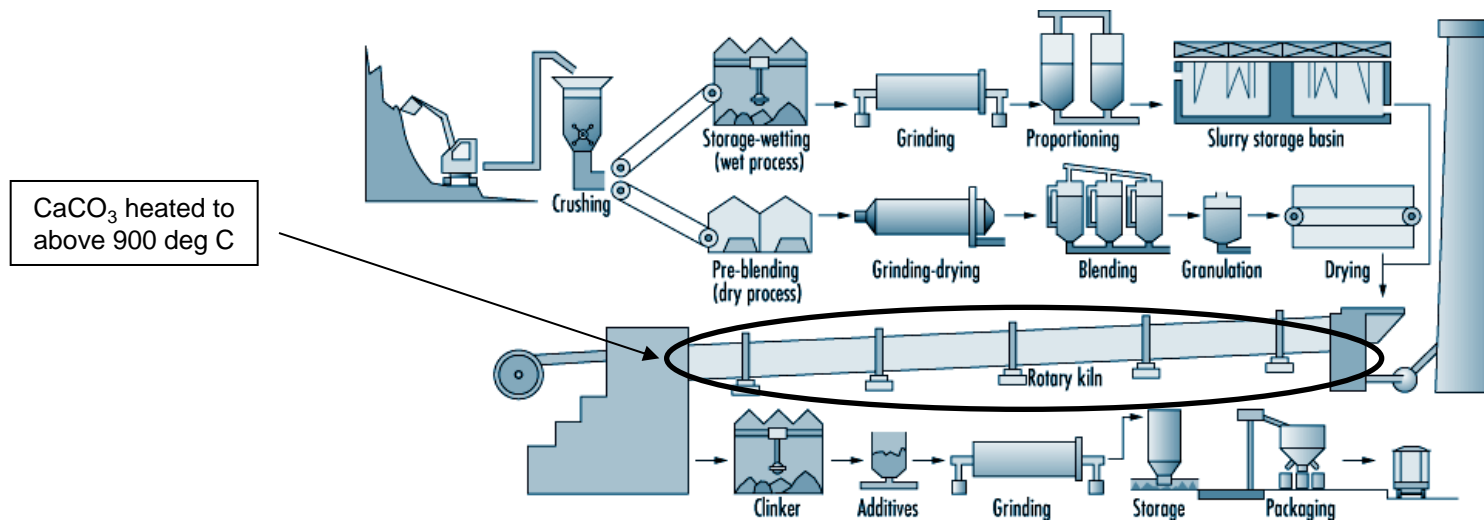 Storage-wetting
(wet process)
Grinding
Proportioning
Slurry storage basin
Crushing
CaCO₃ heated to
above 900 deg C
Pre-blending
(dry process)
Grinding-drying
Blending
Granulation
Drying
Rotary kiln
Clinker
Additives
Grinding
Storage
Packaging